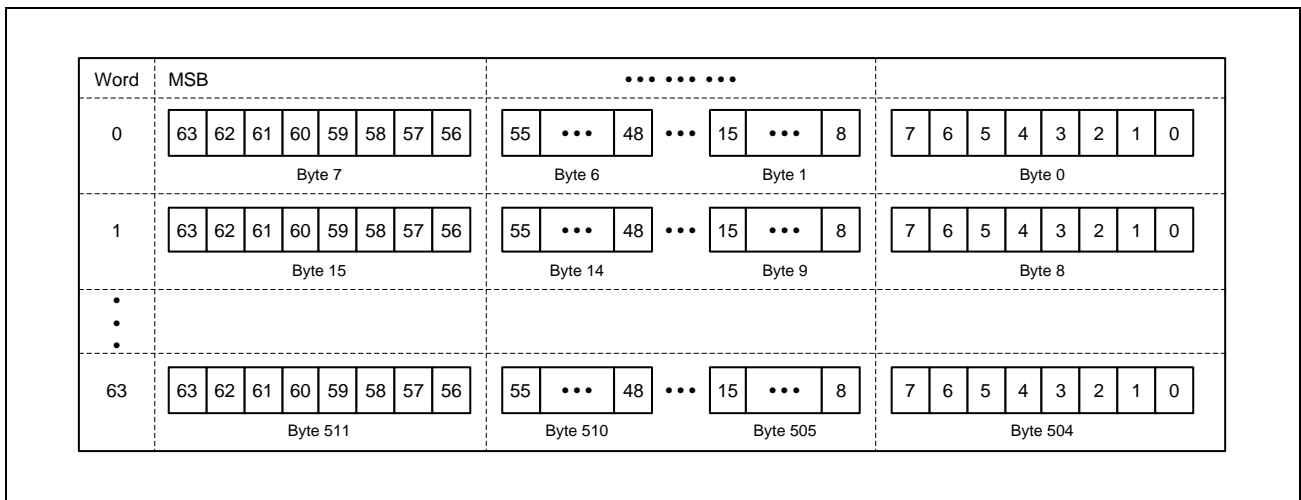 Word MSB ••• ••• •••
0 63 62 61 60 59 58 57 56 55 ••• 48 ••• 15 ••• 8 7 6 5 4 3 2 1 0
Byte 7 Byte 6 Byte 1 Byte 0
1 63 62 61 60 59 58 57 56 55 ••• 48 ••• 15 ••• 8 7 6 5 4 3 2 1 0
Byte 15 Byte 14 Byte 9 Byte 8
•
•
•
63 63 62 61 60 59 58 57 56 55 ••• 48 ••• 15 ••• 8 7 6 5 4 3 2 1 0
Byte 511 Byte 510 Byte 505 Byte 504